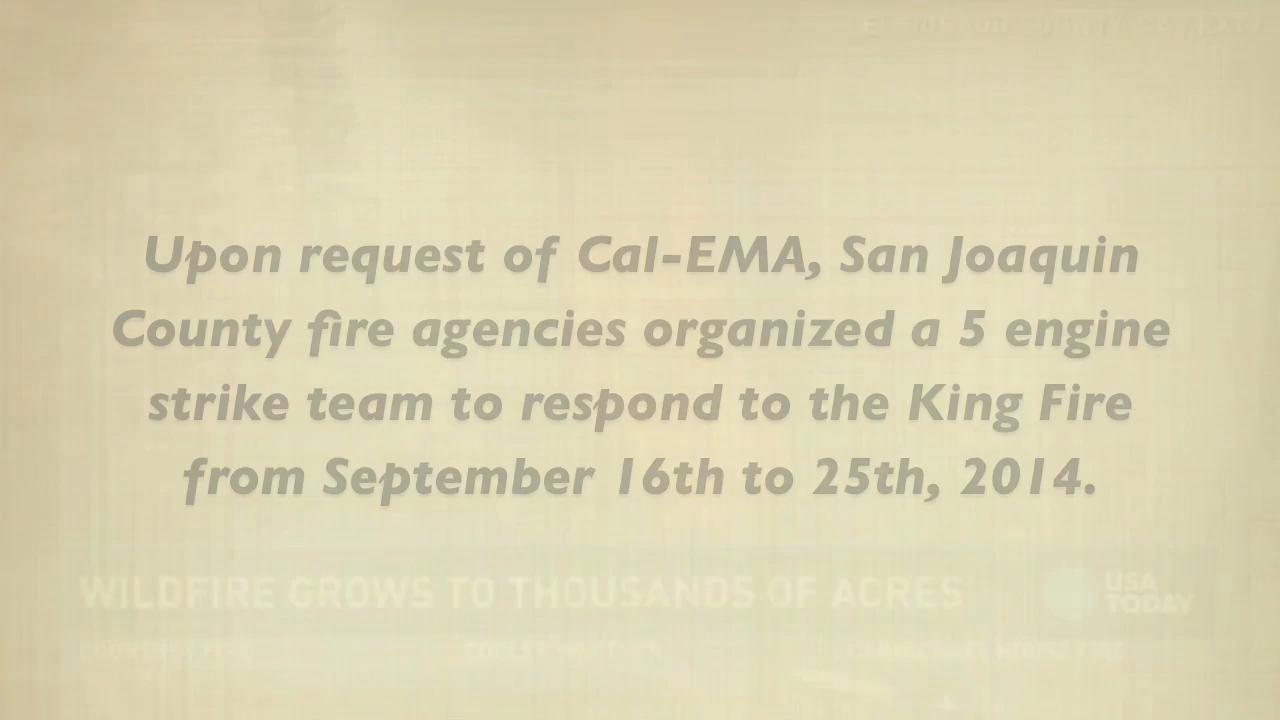 Upon request of Cal-EMA, San Joaquin
County fire agencies organized a 5 engine
strike team to respond to the King Fire
from September 16th to 25th, 2014.
WILDFIRE GROWS TO THOUSANDS OF ACRES
USA
TODAY